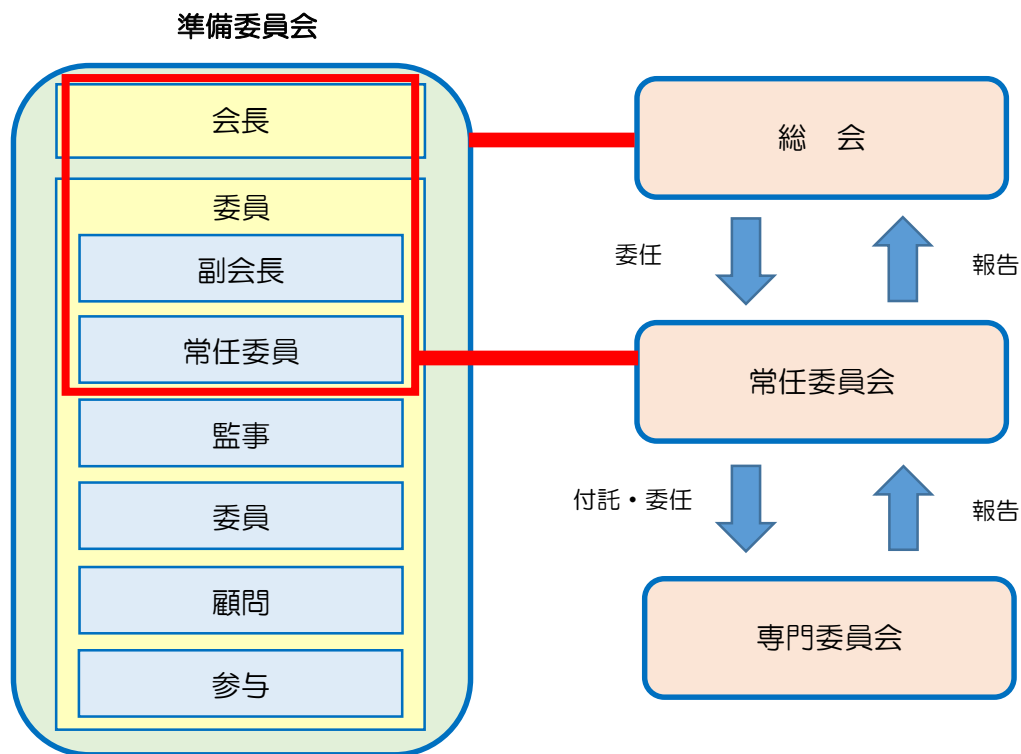 準備委員会
会長
委員
副会長
常任委員
監事
委員
顧問
参与
総　会
委任
報告
常任委員会
付託・委任
報告
専門委員会